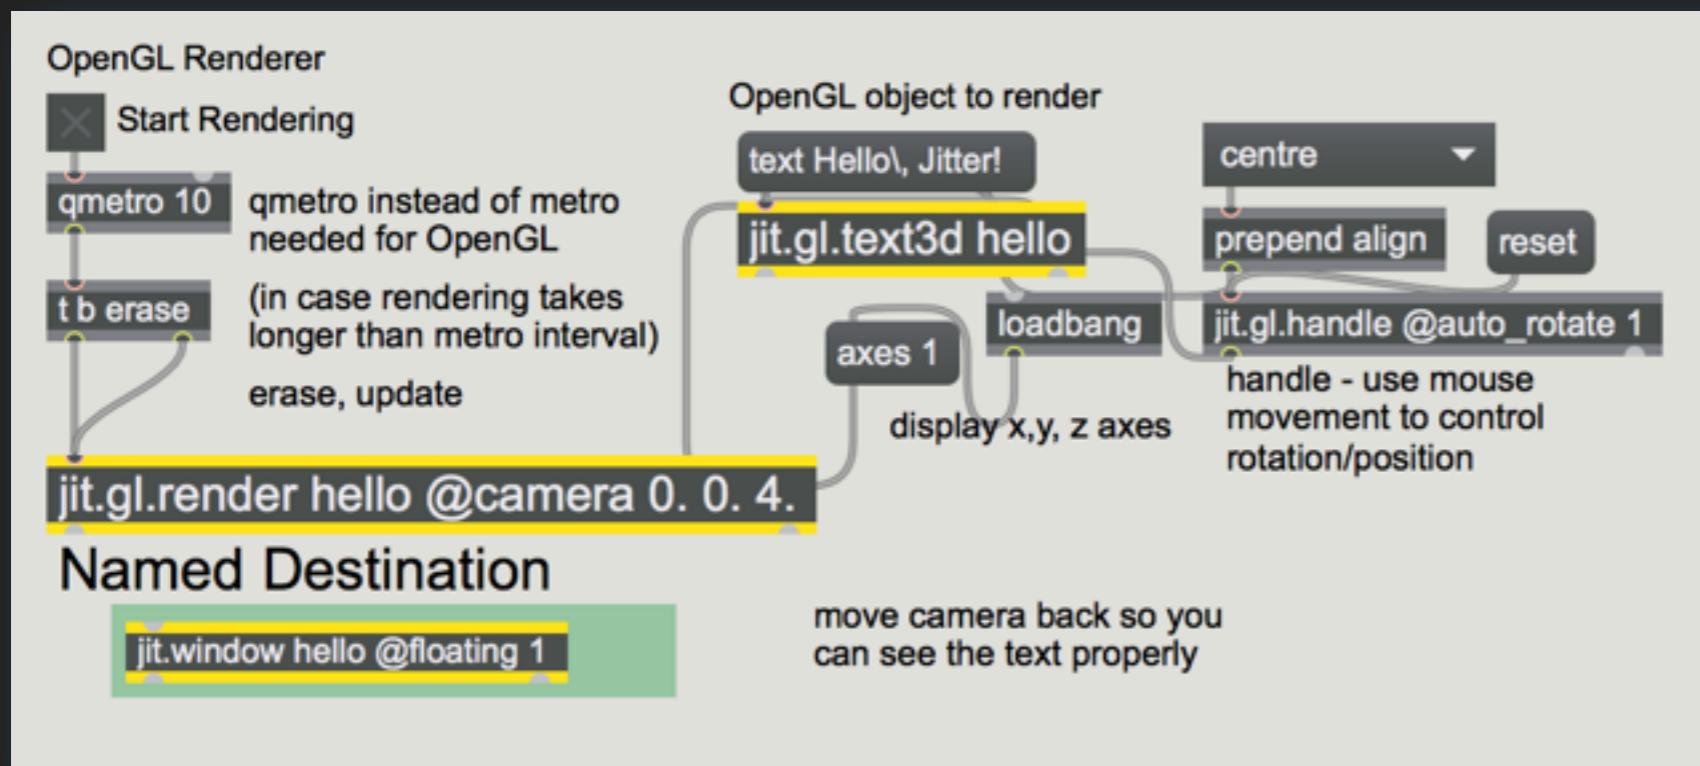 OpenGL Renderer
Start Rendering
qmetro 10
qmetro instead of metro
needed for OpenGL
t b erase
(in case rendering takes
longer than metro interval)
erase, update
jit.gl.render hello @camera 0. 0. 4.
Named Destination
jit.window hello @floating 1
OpenGL object to render
text Hello\, Jitter!
jit.gl.text3d hello
axes 1
loadbang
display x,y, z axes
centre
prepend align
reset
jit.gl.handle @auto_rotate 1
handle - use mouse
movement to control
rotation/position
move camera back so you
can see the text properly